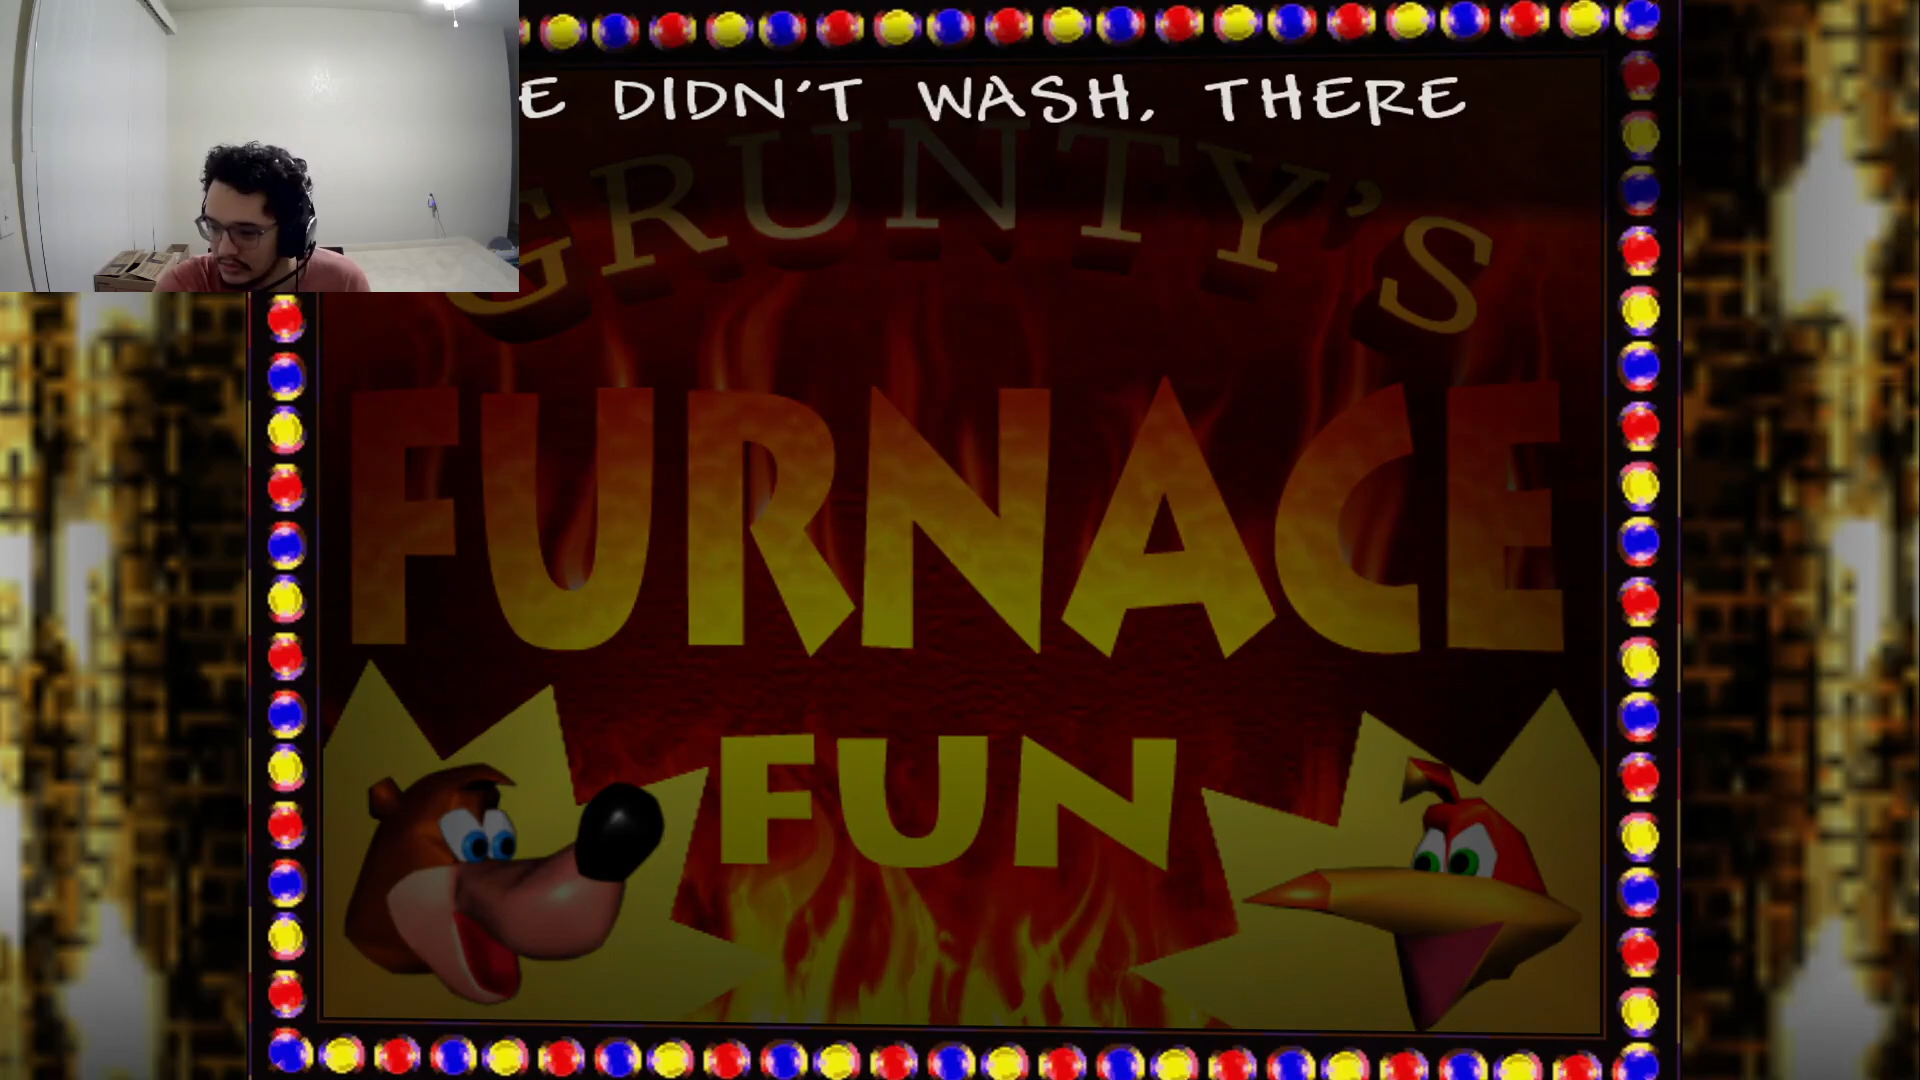 E DIDN'T WASH, THERE
GRUNTY'S
FURNACE
FUN